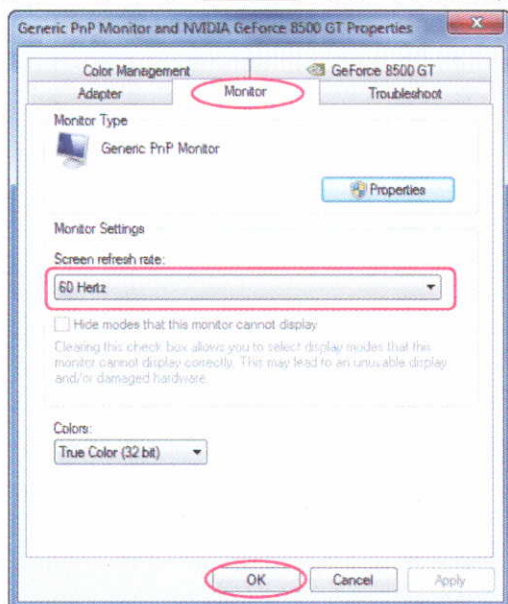 Generic PnP Monitor and NVIDIA GeForce 8500 GT Properties
Color Management
GeForce 8500 GT
Adapter
Monitor
Troubleshoot
Monitor Type
Generic PnP Monitor
Properties
Monitor Settings
Screen refresh rate:
60 Hertz
Hide modes that this monitor cannot display
Clearing this check box allows you to select display modes that this
monitor cannot display correctly. This may lead to an unusable display
and/or damaged hardware.
Colors:
True Color (32 bit)
OK
Cancel
Apply